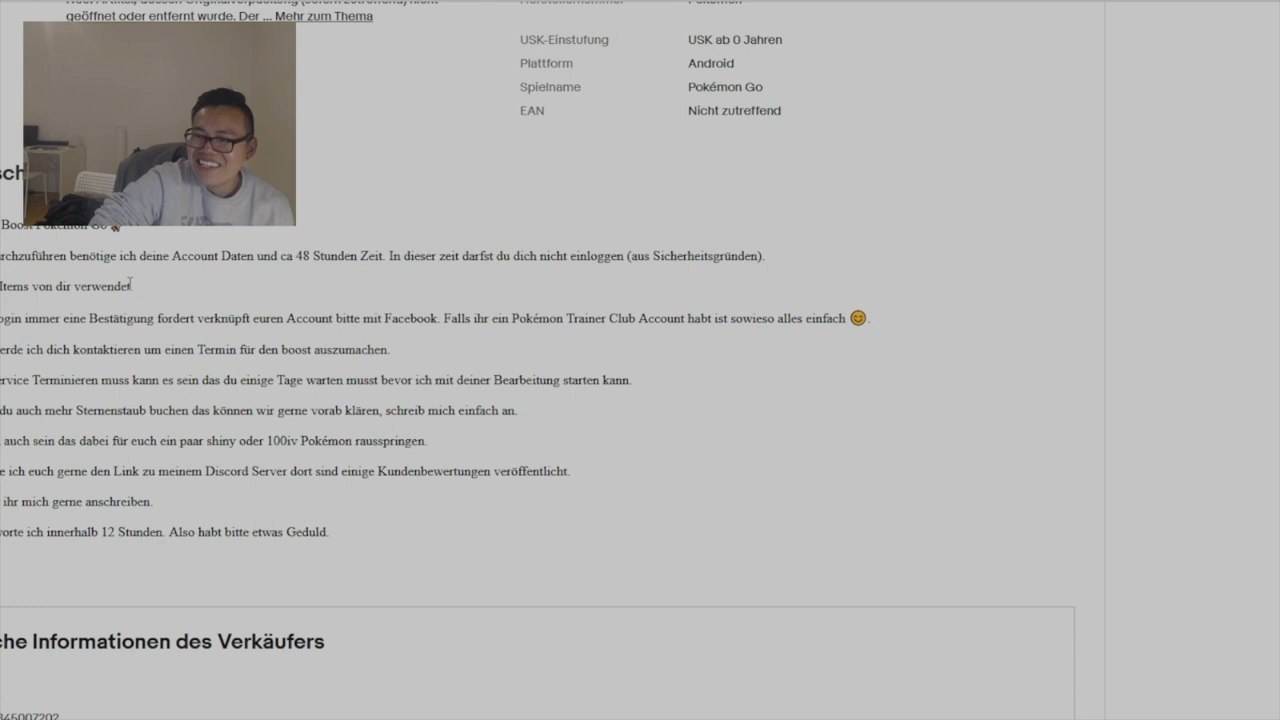 geöffnet oder entfernt wurde. Der ... Mehr zum Thema
USK-Einstufung USK ab 0 Jahren
Plattform Android
Spielname Pokémon Go
EAN Nicht zutreffend
sch
Boost Pokémon Go 🚀
rchzuführen benötige ich deine Account Daten und ca 48 Stunden Zeit. In dieser zeit darfst du dich nicht einloggen (aus Sicherheitsgründen).
Items von dir verwendet
ogin immer eine Bestätigung fordert verknüpft euren Account bitte mit Facebook. Falls ihr ein Pokémon Trainer Club Account habt ist sowieso alles einfach 😊.
erde ich dich kontaktieren um einen Termin für den boost auszumachen.
ervice Terminieren muss kann es sein das du einige Tage warten musst bevor ich mit deiner Bearbeitung starten kann.
du auch mehr Sternenstaub buchen das können wir gerne vorab klären, schreib mich einfach an.
auch sein das dabei für euch ein paar shiny oder 100iv Pokémon rausspringen.
e ich euch gerne den Link zu meinem Discord Server dort sind einige Kundenbewertungen veröffentlicht.
ihr mich gerne anschreiben.
worte ich innerhalb 12 Stunden. Also habt bitte etwas Geduld.
che Informationen des Verkäufers